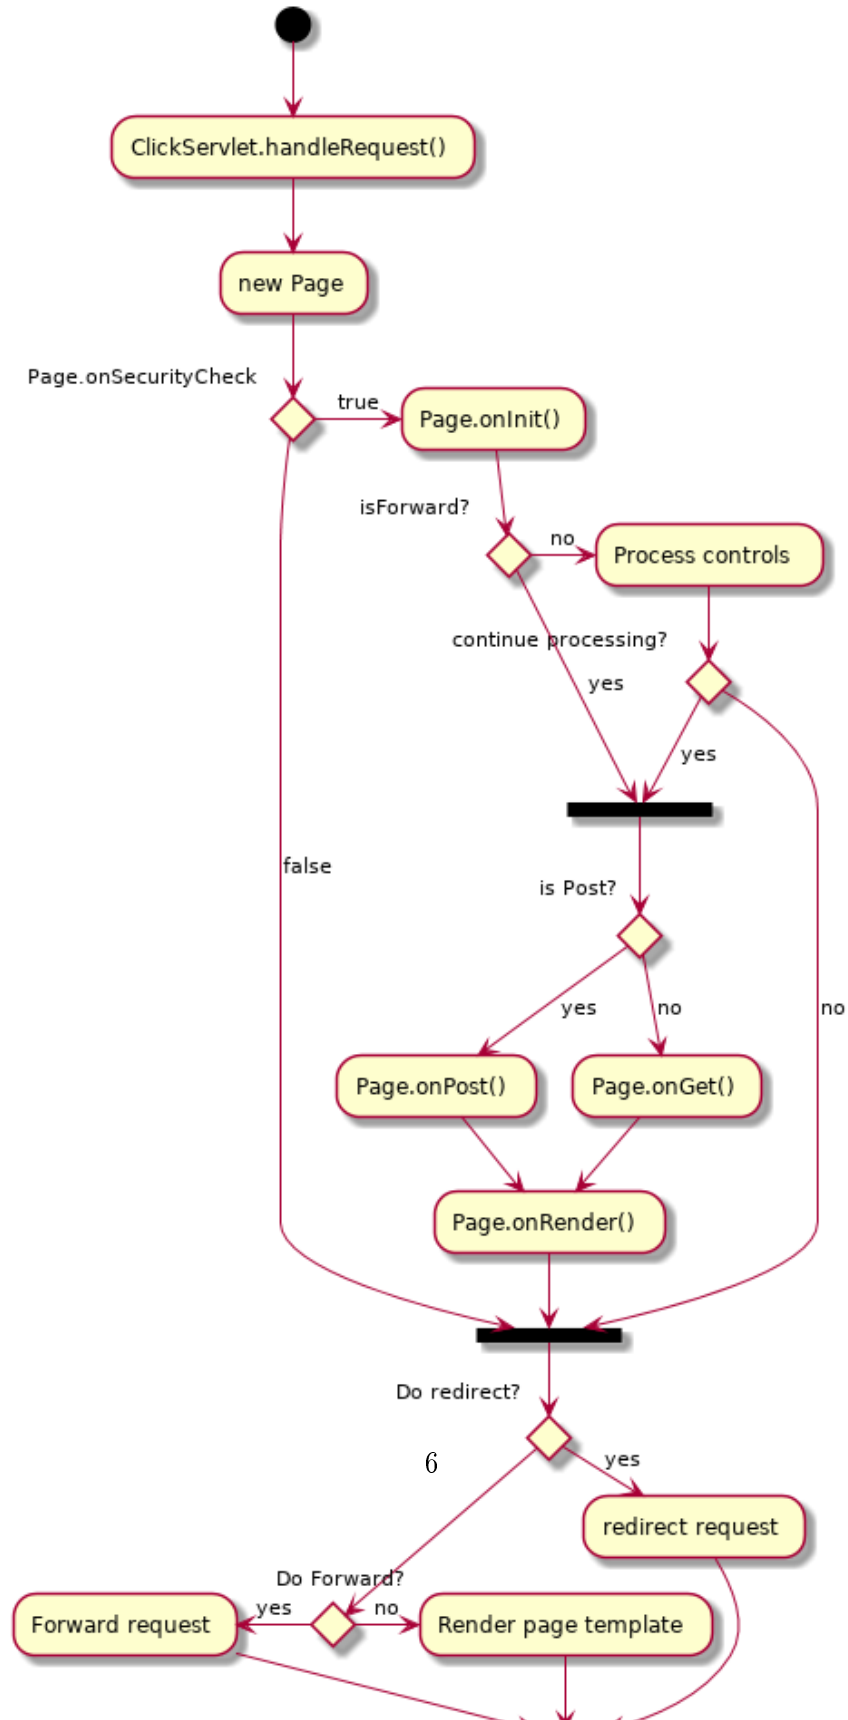 ClickServlet.handleRequest()
new Page
Page.onSecurityCheck
true
Page.onInit()
isForward?
no
Process controls
continue processing?
yes
yes
false
is Post?
yes
no
no
Page.onPost()
Page.onGet()
Page.onRender()
Do redirect?
6
yes
redirect request
Do Forward?
yes
no
Forward request
Render page template